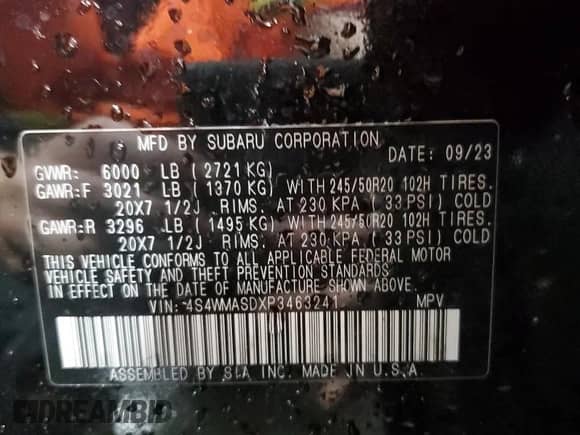 MFD BY SUBARU CORPORATION
DATE: 09/23
GVWR: 6000 LB (2721 KG)
GAWR:F 3021 LB (1370 KG) WITH 245/50R20 102H TIRES.
20X7 1/2J RIMS. AT 230 KPA ( 33 PSI) COLD
GAWR:R 3296 LB (1495 KG) WITH 245/50R20 102H TIRES.
20X7 1/2J RIMS. AT 230 KPA ( 33 PSI) COLD
THIS VEHICLE CONFORMS TO ALL APPLICABLE FEDERAL MOTOR
VEHICLE SAFETY AND THEFT PREVENTION STANDARDS
IN EFFECT ON THE DATE OF MANUFACTURE SHOWN ABOVE.
VIN: 4S4WMASDXP3463241 MPV
ASSEMBLED BY SIA INC. MADE IN U.S.A.
DREAMBID